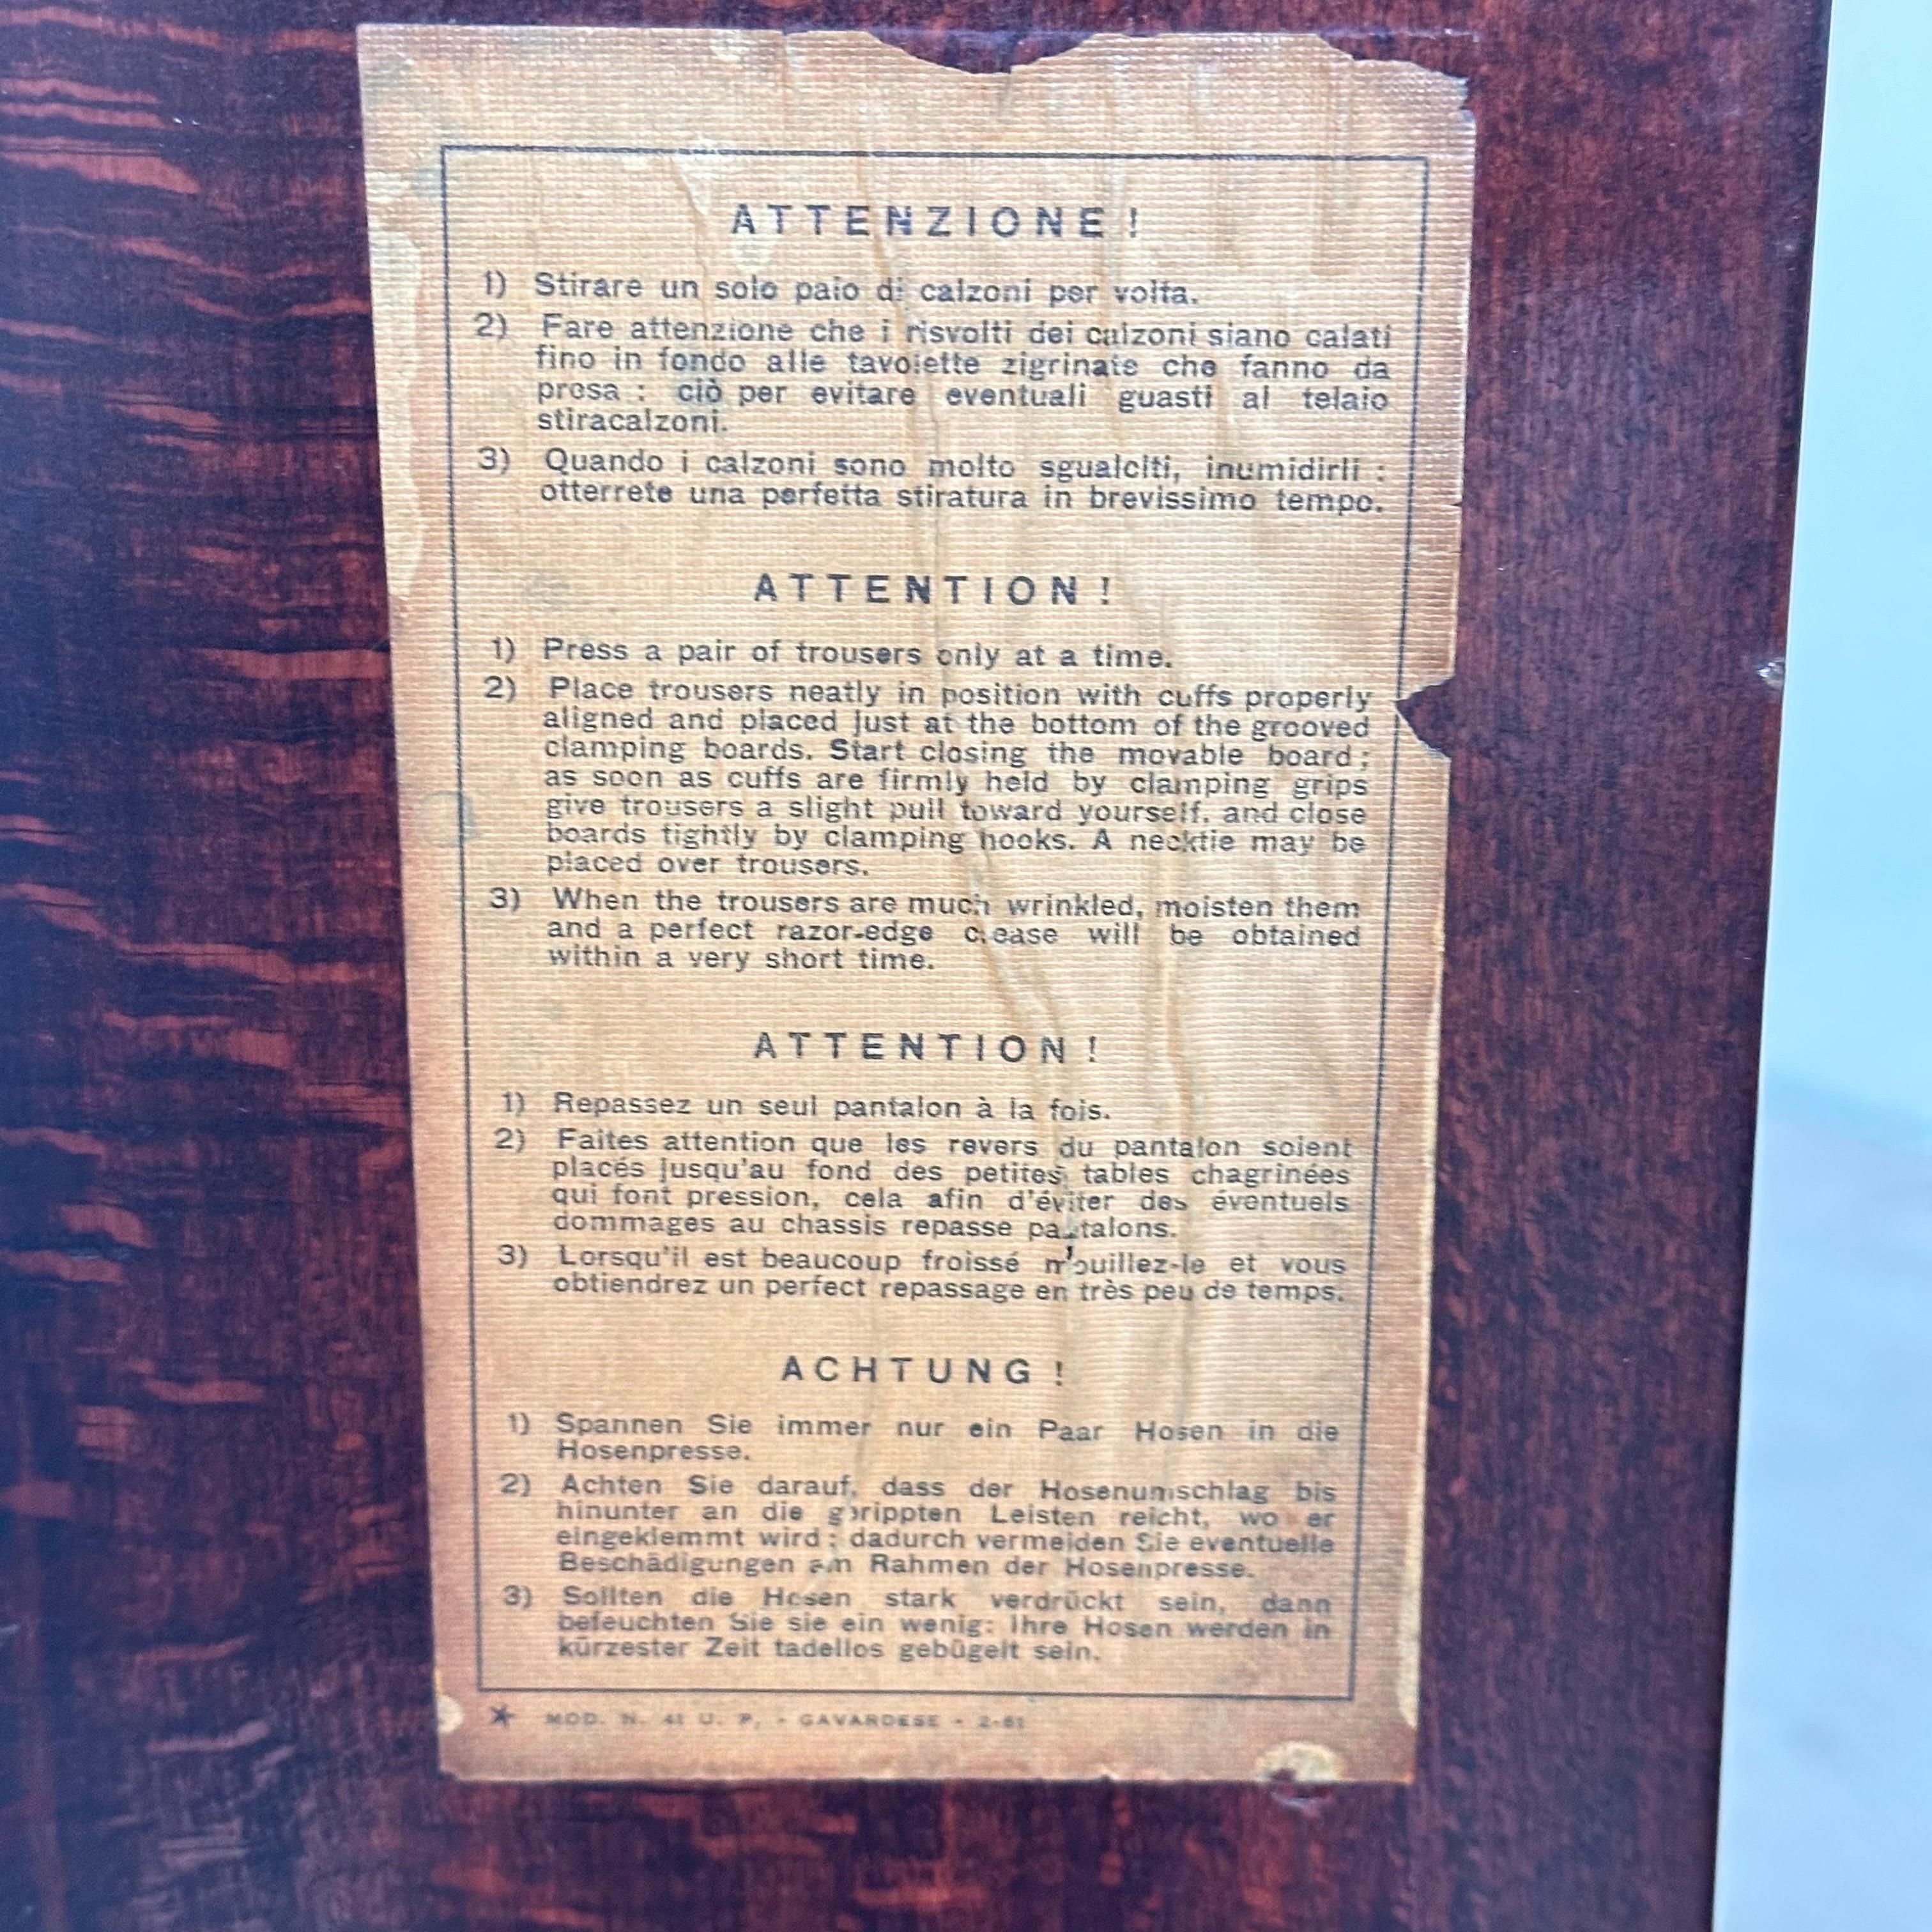 ATTENZIONE !
1) Stirare un solo paio di calzoni per volta.
2) Fare attenzione che i risvolti dei calzoni siano calati
fino in fondo alle tavolette zigrinate che fanno da
presa : ciò per evitare eventuali guasti al telaio
stiracalzoni.
3) Quando i calzoni sono molto sgualciti, inumidirli :
otterrete una perfetta stiratura in brevissimo tempo.
ATTENTION !
1) Press a pair of trousers only at a time.
2) Place trousers neatly in position with cuffs properly
aligned and placed just at the bottom of the grooved
clamping boards. Start closing the movable board ;
as soon as cuffs are firmly held by clamping grips
give trousers a slight pull toward yourself. and close
boards tightly by clamping hooks. A necktie may be
placed over trousers.
3) When the trousers are much wrinkled, moisten them
and a perfect razor-edge crease will be obtained
within a very short time.
ATTENTION !
1) Repassez un seul pantalon à la fois.
2) Faites attention que les revers du pantalon soient
placés jusqu'au fond des petites tables chagrinées
qui font pression, cela afin d'éviter des éventuels
dommages au chassis repasse pantalons.
3) Lorsqu'il est beaucoup froissé mouillez-le et vous
obtiendrez un perfect repassage en très peu de temps.
ACHTUNG !
1) Spannen Sie immer nur ein Paar Hosen in die
Hosenpresse.
2) Achten Sie darauf, dass der Hosenumschlag bis
hinunter an die gerippten Leisten reicht, wo er
eingeklemmt wird : dadurch vermeiden Sie eventuelle
Beschädigungen am Rahmen der Hosenpresse.
3) Sollten die Hosen stark verdrückt sein, dann
befeuchten Sie sie ein wenig: Ihre Hosen werden in
kürzester Zeit tadellos gebügelt sein.
MOD. N. 41 U. P. - GAVARDESE - 2-61